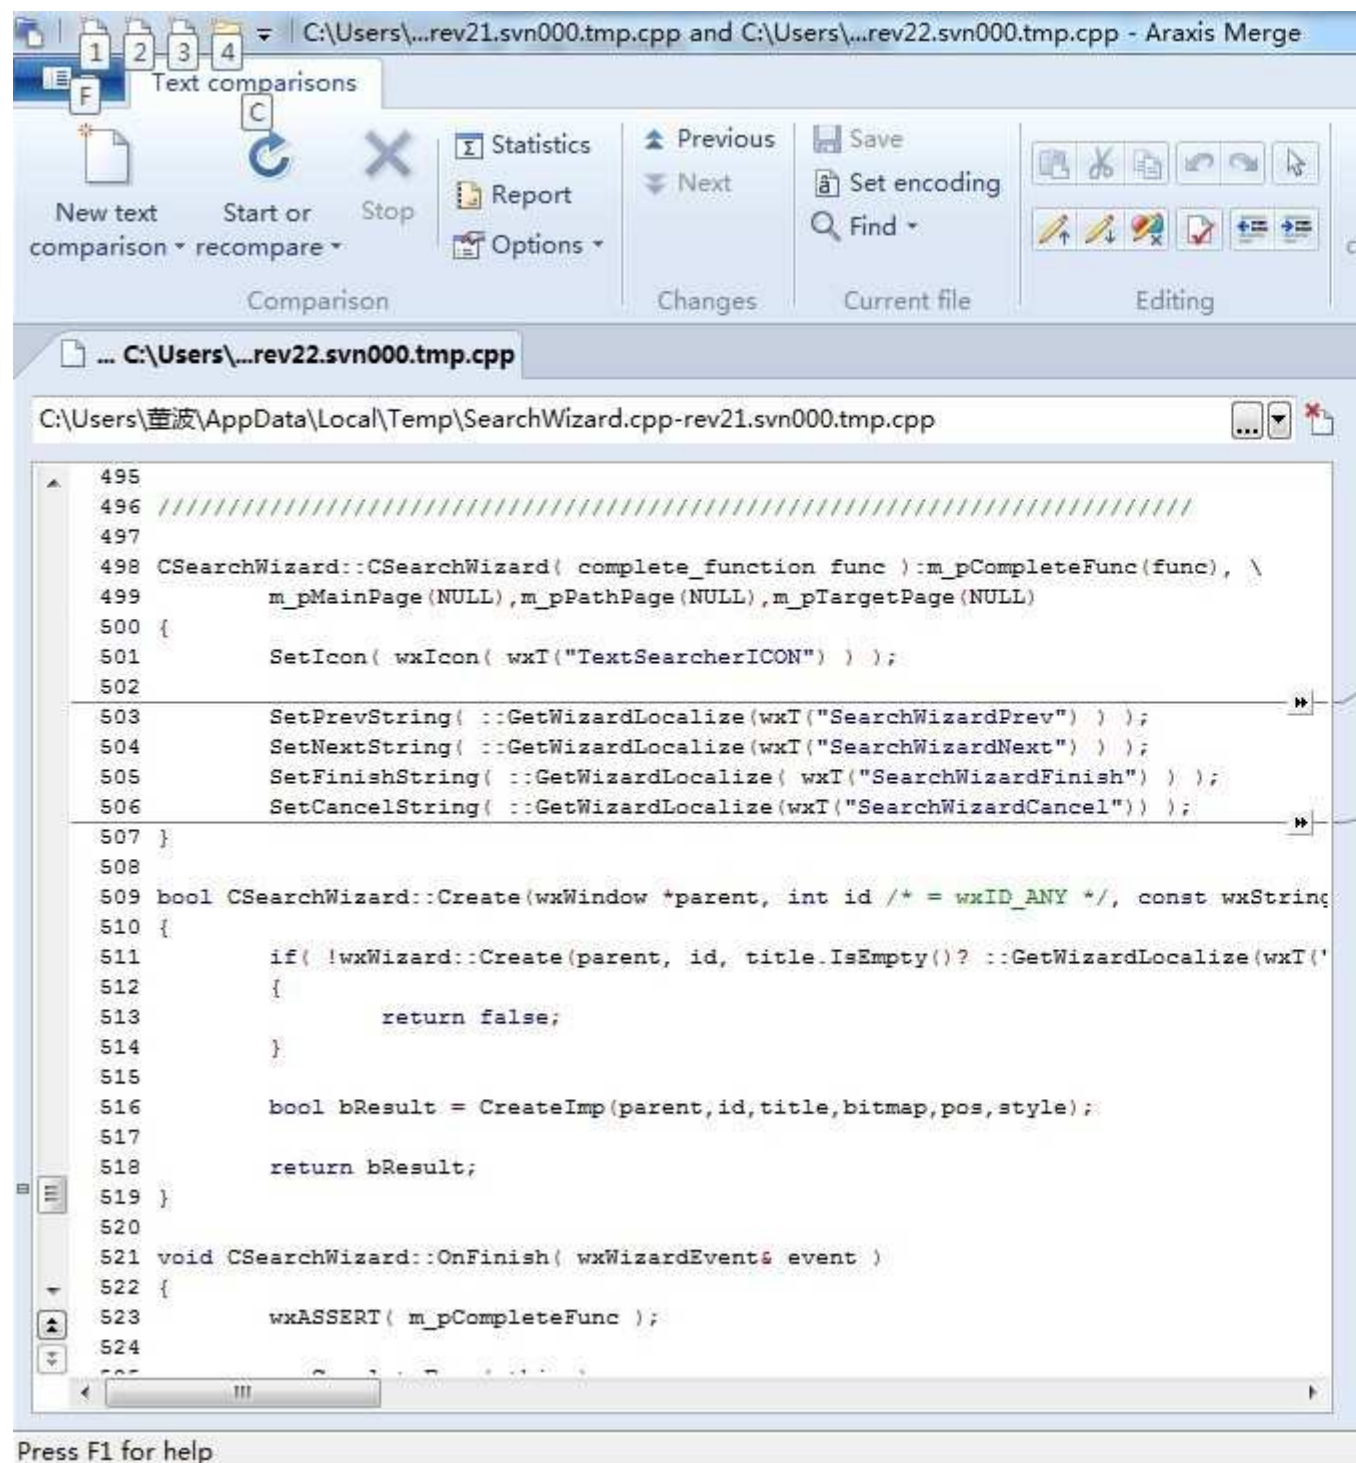 C:\Users\...rev21.svn000.tmp.cpp and C:\Users\...rev22.svn000.tmp.cpp - Araxis Merge
1 2 3 4
F
Text comparisons
C
New text comparison
Start or recompare
Stop
Statistics
Report
Options
Comparison
Previous
Next
Changes
Save
Set encoding
Find
Current file
Editing
... C:\Users\...rev22.svn000.tmp.cpp
C:\Users\董波\AppData\Local\Temp\SearchWizard.cpp-rev21.svn000.tmp.cpp
495
496 //////////////////////////////////////////////////////////////////////////
497
498 CSearchWizard::CSearchWizard( complete_function func ):m_pCompleteFunc(func), \
499 m_pMainPage(NULL),m_pPathPage(NULL),m_pTargetPage(NULL)
500 {
501 SetIcon( wxIcon( wxT("TextSearcherICON") ) );
502
503 SetPrevString( ::GetWizardLocalize(wxT("SearchWizardPrev") ) );
504 SetNextString( ::GetWizardLocalize(wxT("SearchWizardNext") ) );
505 SetFinishString( ::GetWizardLocalize( wxT("SearchWizardFinish") ) );
506 SetCancelString( ::GetWizardLocalize(wxT("SearchWizardCancel")) );
507 }
508
509 bool CSearchWizard::Create(wxWindow *parent, int id /* = wxID_ANY */, const wxString
510 {
511 if( !wxWizard::Create(parent, id, title.IsEmpty()? ::GetWizardLocalize(wxT('
512 {
513 return false;
514 }
515
516 bool bResult = CreateImp(parent,id,title,bitmap,pos,style);
517
518 return bResult;
519 }
520
521 void CSearchWizard::OnFinish( wxWizardEvent& event )
522 {
523 wxASSERT( m_pCompleteFunc );
524
Press F1 for help